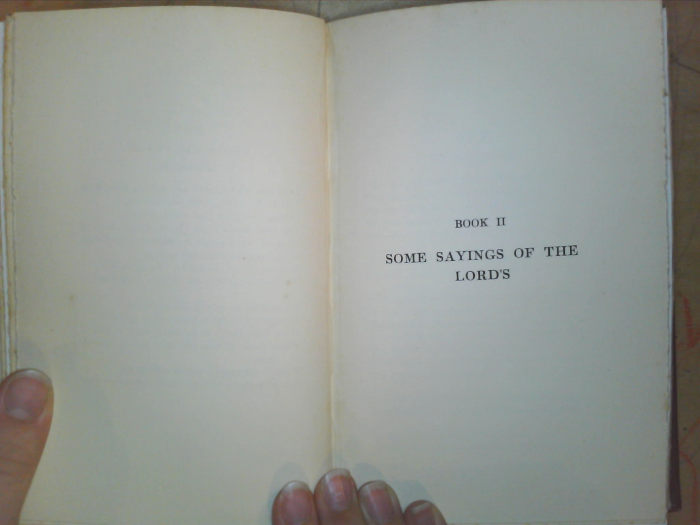 BOOK II
SOME SAYINGS OF THE
LORD'S